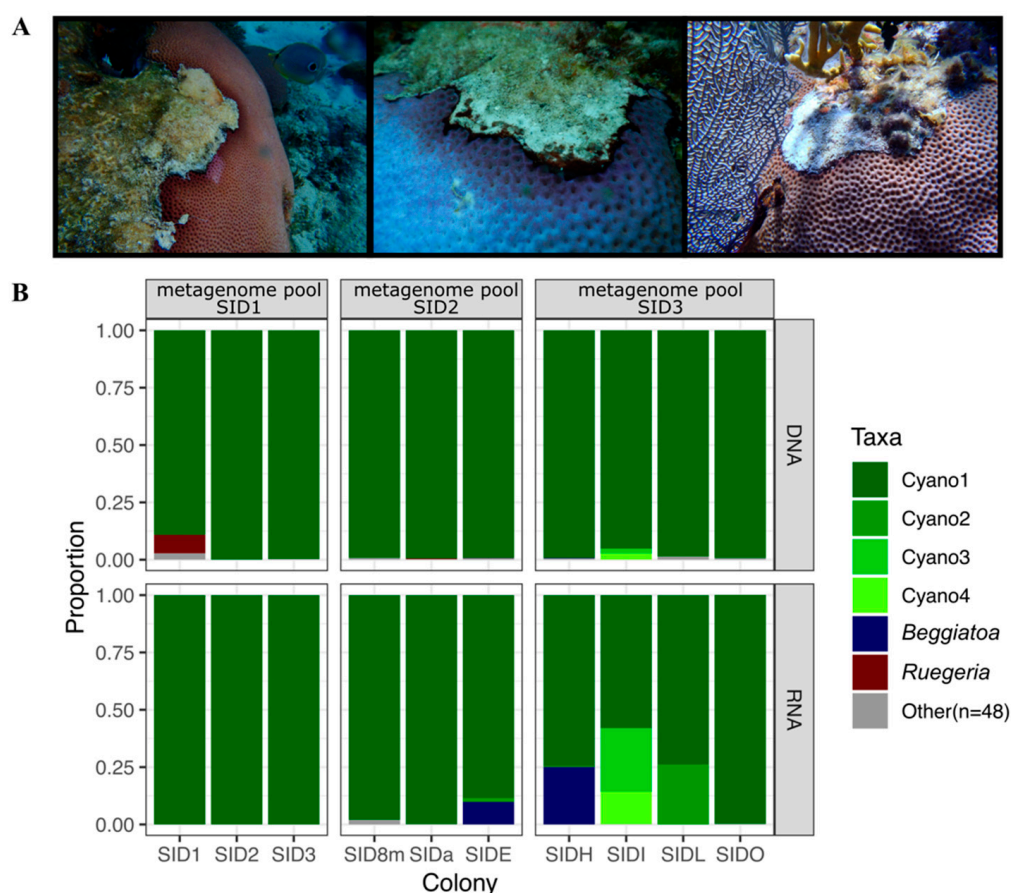 A
B
metagenome pool
SID1
metagenome pool
SID2
metagenome pool
SID3
1.00
0.75
0.50
0.25
0.00
DNA
1.00
0.75
0.50
0.25
0.00
RNA
Proportion
SID1 SID2 SID3 SID8m SIDa SIDE SIDH SIDI SIDL SIDO
Colony
Taxa
Cyano1
Cyano2
Cyano3
Cyano4
Beggiatoa
Ruegeria
Other(n=48)